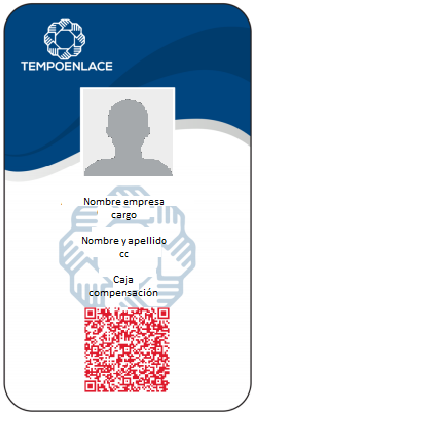 TEMPOENLACE
Nombre empresa
cargo
Nombre y apellido
cc
Caja
compensación